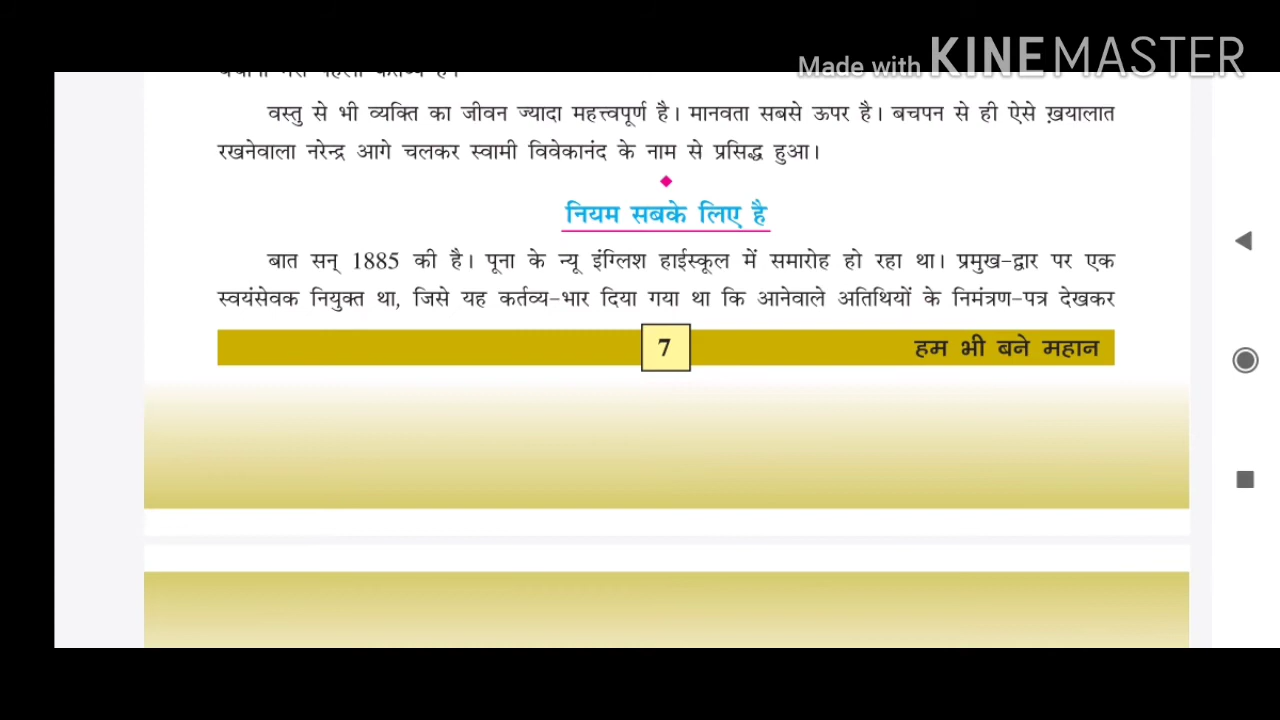 Made with KINEMASTER
वस्तु से भी व्यक्ति का जीवन ज्यादा महत्त्वपूर्ण है। मानवता सबसे ऊपर है। बचपन से ही ऐसे ख़यालात
रखनेवाला नरेन्द्र आगे चलकर स्वामी विवेकानंद के नाम से प्रसिद्ध हुआ।
नियम सबके लिए है
बात सन् 1885 की है। पूना के न्यू इंग्लिश हाईस्कूल में समारोह हो रहा था। प्रमुख-द्वार पर एक
स्वयंसेवक नियुक्त था, जिसे यह कर्तव्य-भार दिया गया था कि आनेवाले अतिथियों के निमंत्रण-पत्र देखकर
7 हम भी बने महान